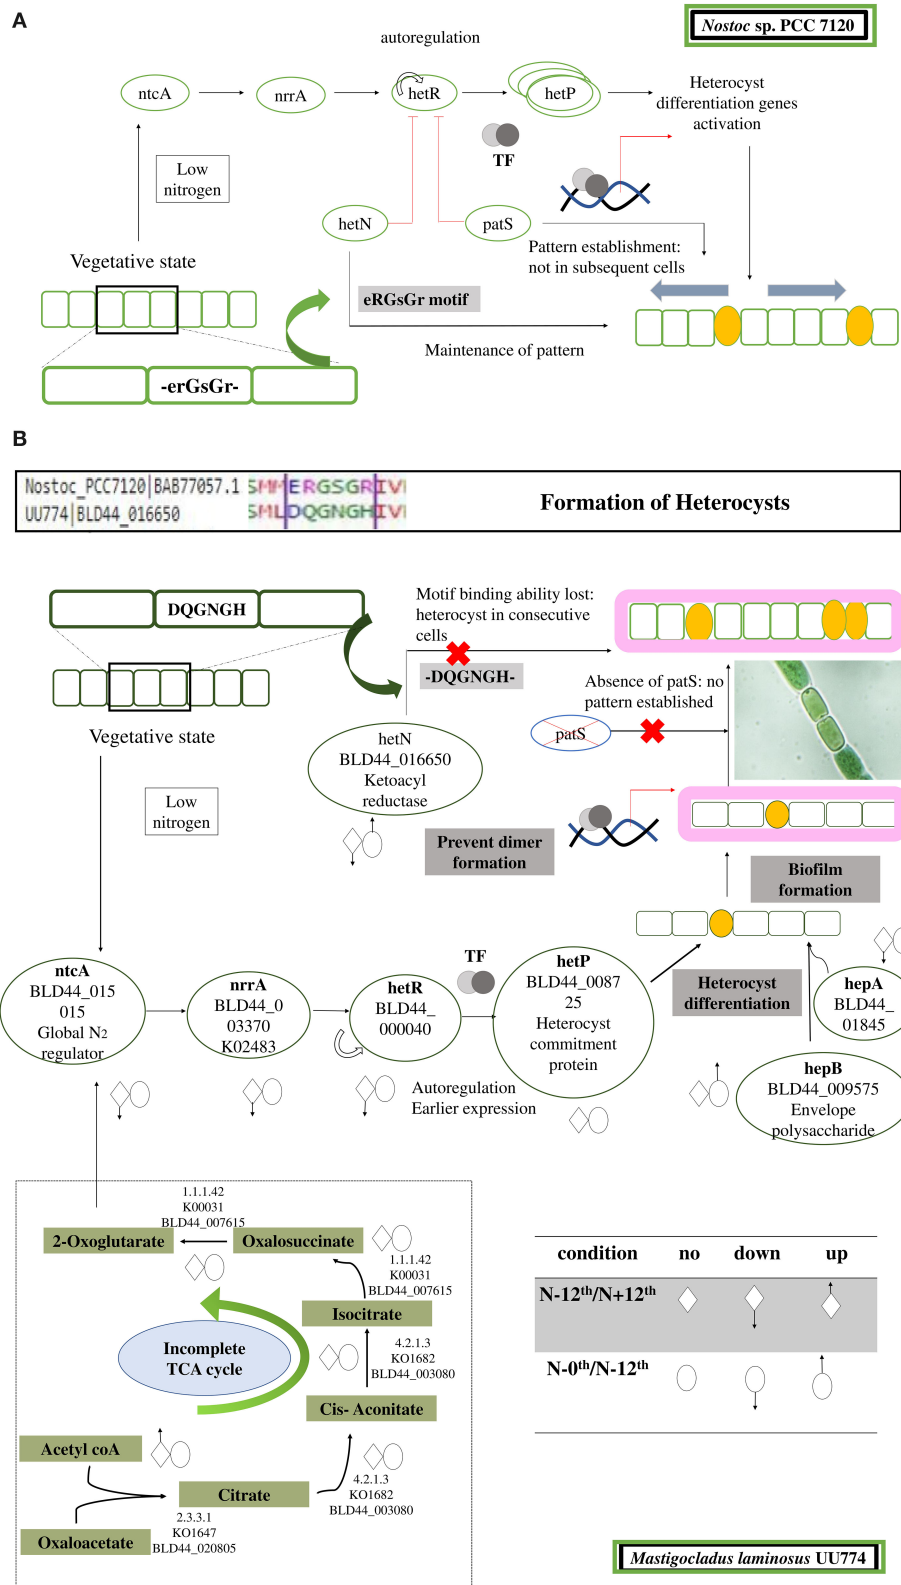 A
Nostoc sp. PCC 7120
autoregulation
ntcA
nrrA
hetR
hetP
Heterocyst
differentiation genes
activation
TF
Low
nitrogen
hetN
patS
Pattern establishment:
not in subsequent cells
Vegetative state
eRGsGr motif
Maintenance of pattern
-erGsGr-
B
Nostoc_PCC7120|BAB77057.1 SMMERGSGRIVI
UU774|BLD44_016650 SMLDQGNGHIVI
Formation of Heterocysts
DQGNGH
Motif binding ability lost:
heterocyst in consecutive
cells
-DQGNGH-
Absence of patS: no
pattern established
patS
Vegetative state
hetN
BLD44_016650
Ketoacyl
reductase
Low
nitrogen
Prevent dimer
formation
Biofilm
formation
ntcA
BLD44_015
015
Global N2
regulator
nrrA
BLD44_0
03370
K02483
hetR
BLD44_
000040
TF
hetP
BLD44_0087
25
Heterocyst
commitment
protein
Heterocyst
differentiation
hepA
BLD44_
01845
Autoregulation
Earlier expression
hepB
BLD44_009575
Envelope
polysaccharide
1.1.1.42
K00031
BLD44_007615
2-Oxoglutarate
Oxalosuccinate
1.1.1.42
K00031
BLD44_007615
Isocitrate
Incomplete
TCA cycle
4.2.1.3
KO1682
BLD44_003080
Cis- Aconitate
Acetyl coA
4.2.1.3
KO1682
BLD44_003080
Citrate
2.3.3.1
KO1647
BLD44_020805
Oxaloacetate
condition no down up
N-12th/N+12th
N-0th/N-12th
Mastigocladus laminosus UU774